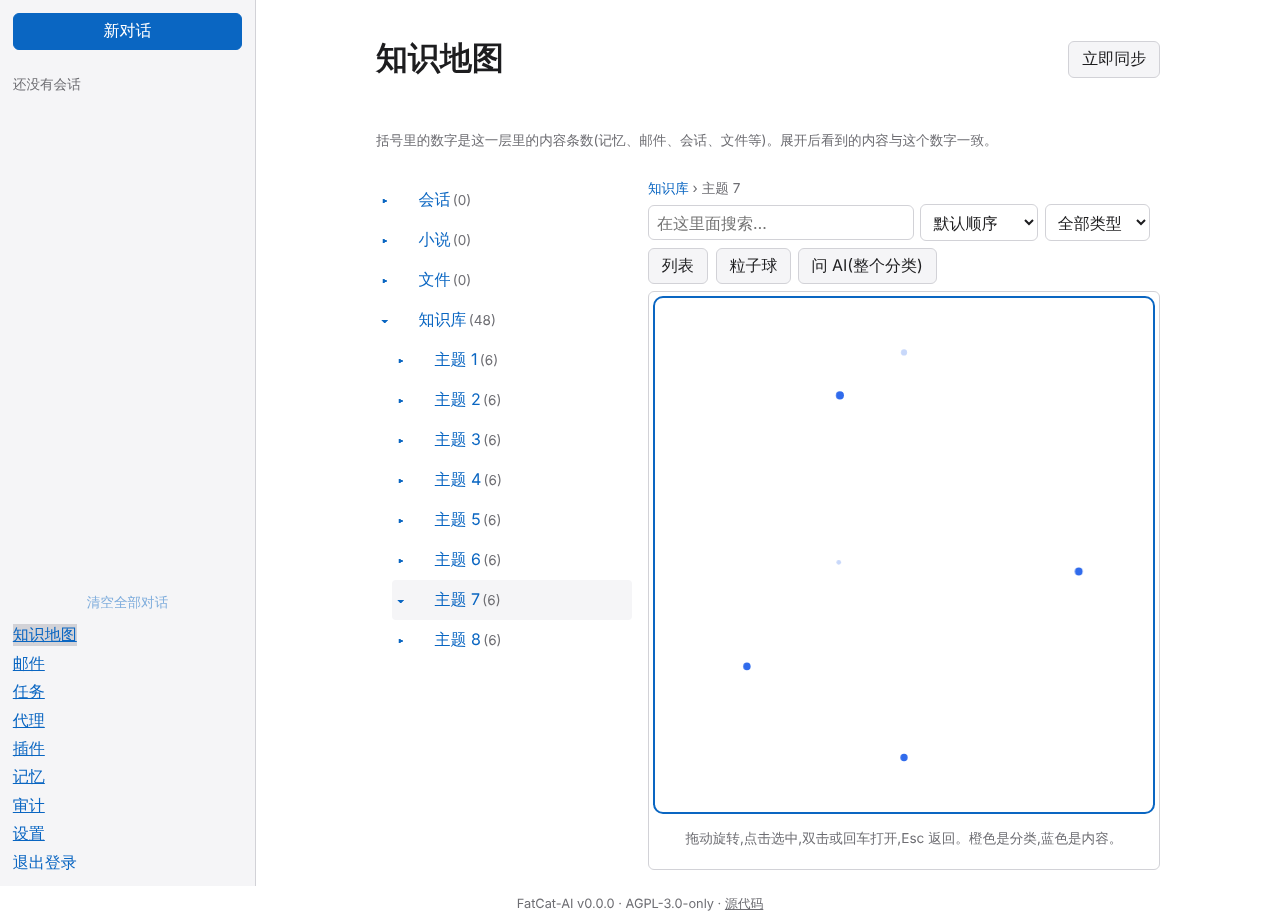 新对话
还没有会话
清空全部对话
知识地图
邮件
任务
代理
插件
记忆
审计
设置
退出登录
知识地图
立即同步
括号里的数字是这一层里的内容条数(记忆、邮件、会话、文件等)。展开后看到的内容与这个数字一致。
会话 (0)
小说 (0)
文件 (0)
知识库 (48)
主题 1 (6)
主题 2 (6)
主题 3 (6)
主题 4 (6)
主题 5 (6)
主题 6 (6)
主题 7 (6)
主题 8 (6)
知识库 › 主题 7
在这里面搜索... 默认顺序 全部类型
列表 粒子球 问 AI(整个分类)
拖动旋转,点击选中,双击或回车打开,Esc 返回。橙色是分类,蓝色是内容。
FatCat-AI v0.0.0 · AGPL-3.0-only · 源代码